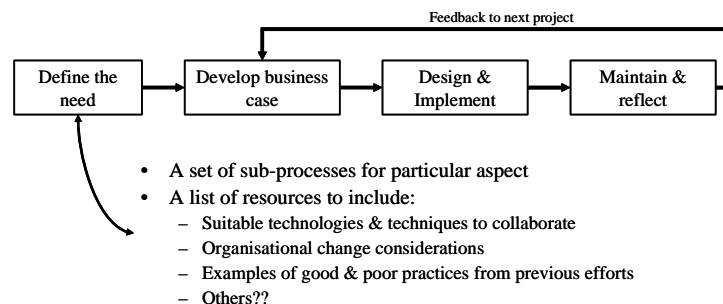 Feedback to next project
Define the
need
Develop business
case
Design &
Implement
Maintain &
reflect
• A set of sub-processes for particular aspect
• A list of resources to include:
– Suitable technologies & techniques to collaborate
– Organisational change considerations
– Examples of good & poor practices from previous efforts
– Others??